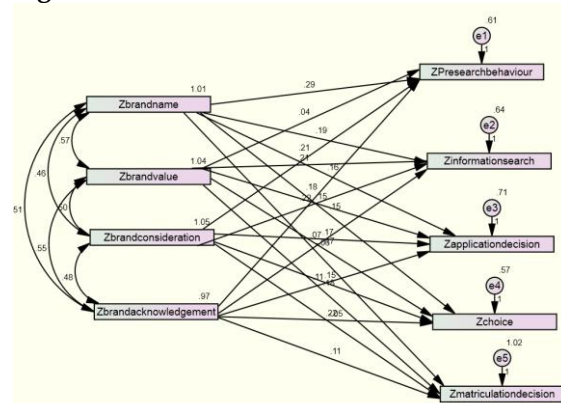 .61
e1
1
1.01
ZPresearchbehaviour
.29
Zbrandname
.04
.64
.19
e2
.57
1
1.04
.21
.46
.16
Zinformationsearch
Zbrandvalue
.18
.71
.51
.50
.15
e3
.15
1
1.05
.55
.07
.17
Zbrandconsideration
Zapplicationdecision
.57
.48
.11
.15
e4
.97
1
Zbrandacknowledgement
Zchoice
.05
1.02
.11
e5
1
Zmatriculationdecision